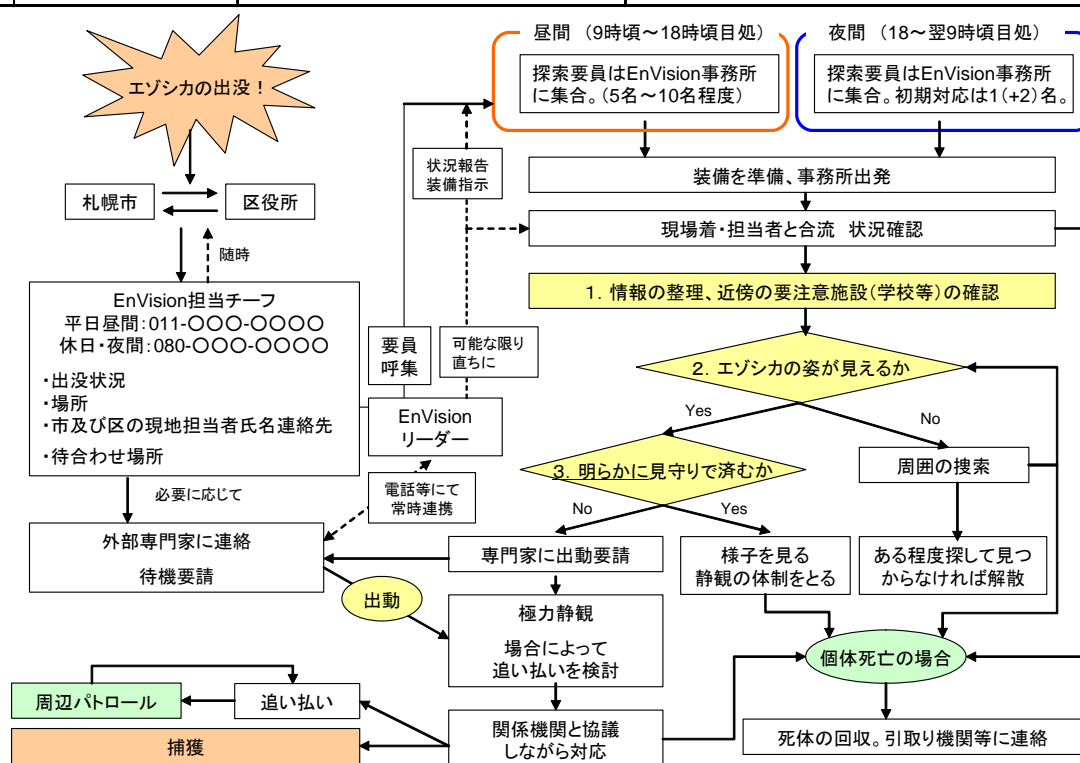 エゾシカの出没！
札幌市
区役所
随時
EnVision担当チーフ
平日昼間：011-〇〇〇-〇〇〇〇
休日・夜間：080-〇〇〇-〇〇〇〇
・出没状況
・場所
・市及び区の現地担当者氏名連絡先
・待合わせ場所
必要に応じて
外部専門家に連絡
待機要請
出動
要員
呼集
状況報告
装備指示
可能な限り
直ちに
EnVision
リーダー
電話等にて
常時連携
昼間 （9時頃～18時頃目処）
探索要員はEnVision事務所
に集合。（5名～10名程度）
夜間 （18～翌9時頃目処）
探索要員はEnVision事務所
に集合。初期対応は1（+2）名。
装備を準備、事務所出発
現場着・担当者と合流 状況確認
1．情報の整理、近傍の要注意施設（学校等）の確認
2．エゾシカの姿が見えるか
Yes
No
3．明らかに見守りで済むか
周囲の捜索
No
Yes
専門家に出動要請
様子を見る
静観の体制をとる
ある程度探して見つ
からなければ解散
極力静観
場合によって
追い払いを検討
個体死亡の場合
周辺パトロール
追い払い
捕獲
関係機関と協議
しながら対応
死体の回収。引取り機関等に連絡